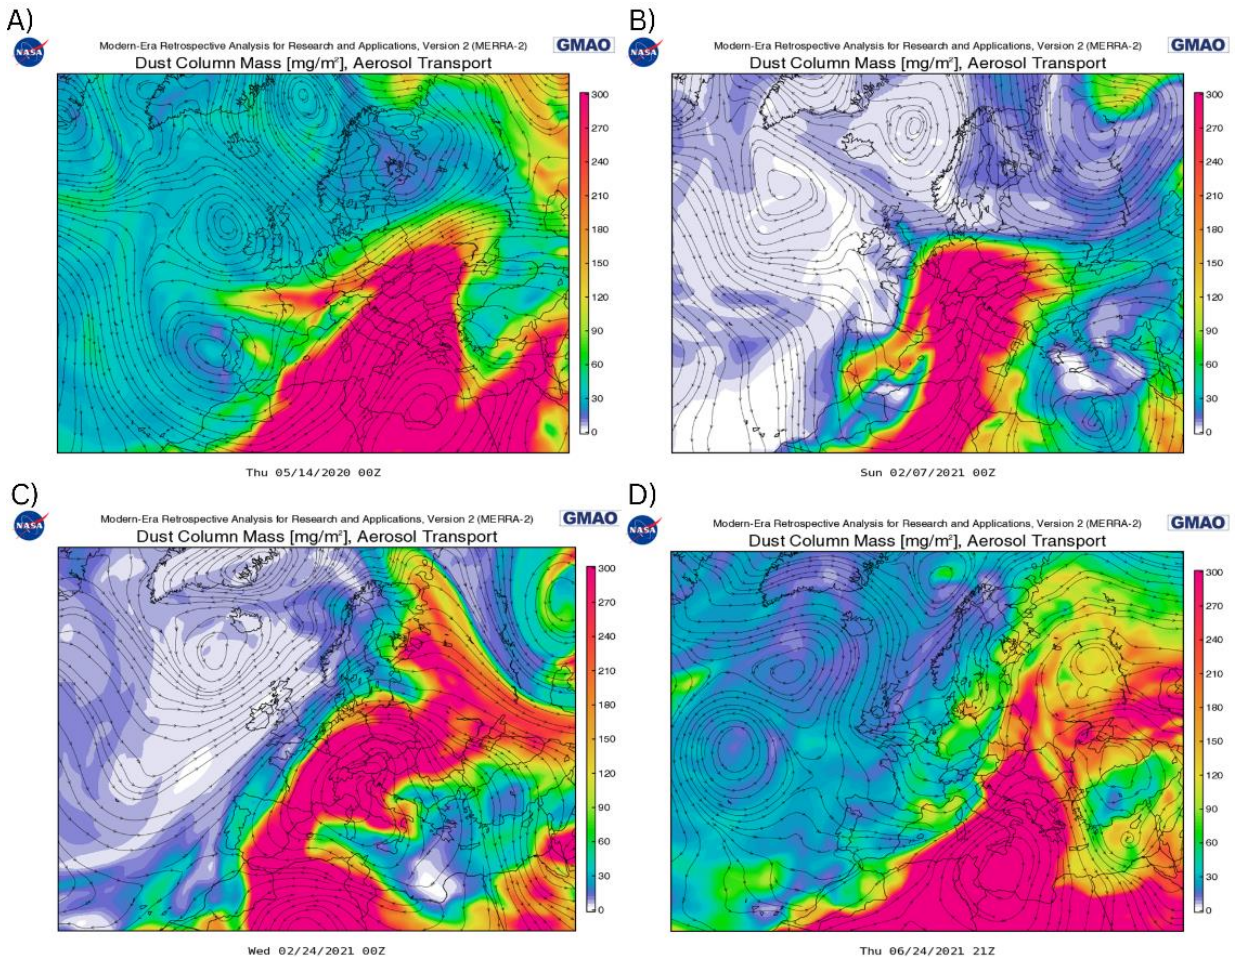 A)
NASA
Modern-Era Retrospective Analysis for Research and Applications, Version 2 (MERRA-2)
GMAO
Dust Column Mass [mg/m²], Aerosol Transport
300
270
240
210
180
150
120
90
60
30
0
Thu 05/14/2020 00Z
B)
NASA
Modern-Era Retrospective Analysis for Research and Applications, Version 2 (MERRA-2)
GMAO
Dust Column Mass [mg/m²], Aerosol Transport
300
270
240
210
180
150
120
90
60
30
0
Sun 02/07/2021 00Z
C)
NASA
Modern-Era Retrospective Analysis for Research and Applications, Version 2 (MERRA-2)
GMAO
Dust Column Mass [mg/m²], Aerosol Transport
300
270
240
210
180
150
120
90
60
30
0
Wed 02/24/2021 00Z
D)
NASA
Modern-Era Retrospective Analysis for Research and Applications, Version 2 (MERRA-2)
GMAO
Dust Column Mass [mg/m²], Aerosol Transport
300
270
240
210
180
150
120
90
60
30
0
Thu 06/24/2021 21Z